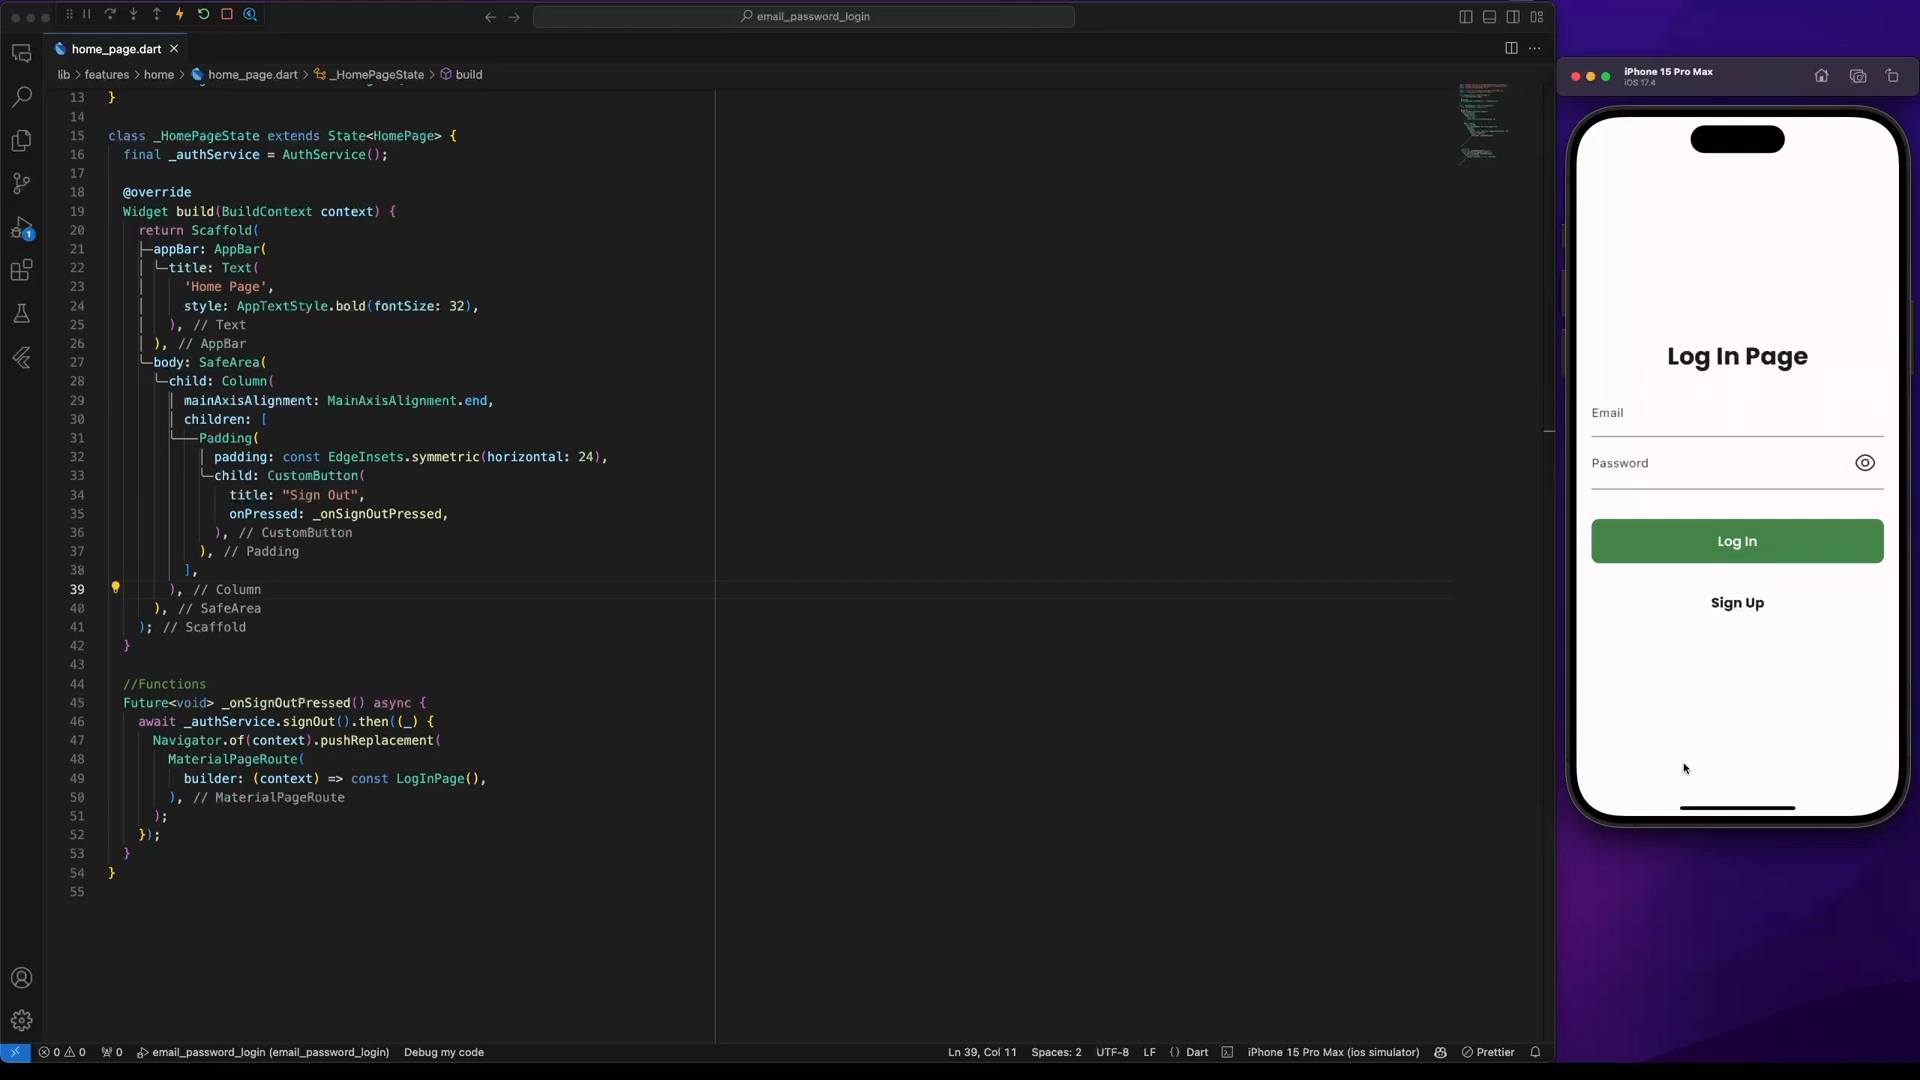 email_password_login
home_page.dart
lib > features > home > home_page.dart > _HomePageState > build
13 }
14
15 class _HomePageState extends State<HomePage> {
16 final _authService = AuthService();
17
18 @override
19 Widget build(BuildContext context) {
20 return Scaffold(
21 appBar: AppBar(
22 title: Text(
23 'Home Page',
24 style: AppTextStyle.bold(fontSize: 32),
25 ), // Text
26 ), // AppBar
27 body: SafeArea(
28 child: Column(
29 mainAxisAlignment: MainAxisAlignment.end,
30 children: [
31 Padding(
32 padding: const EdgeInsets.symmetric(horizontal: 24),
33 child: CustomButton(
34 title: "Sign Out",
35 onPressed: _onSignOutPressed,
36 ), // CustomButton
37 ), // Padding
38 ],
39 ), // Column
40 ), // SafeArea
41 ); // Scaffold
42 }
43
44 //Functions
45 Future<void> _onSignOutPressed() async {
46 await _authService.signOut().then((_) {
47 Navigator.of(context).pushReplacement(
48 MaterialPageRoute(
49 builder: (context) => const LogInPage(),
50 ), // MaterialPageRoute
51 );
52 });
53 }
54 }
55
1
0 0 0 email_password_login (email_password_login) Debug my code Ln 39, Col 11 Spaces: 2 UTF-8 LF {} Dart iPhone 15 Pro Max (ios simulator) Prettier
iPhone 15 Pro Max
iOS 17.4
Log In Page
Email
Password
Log In
Sign Up